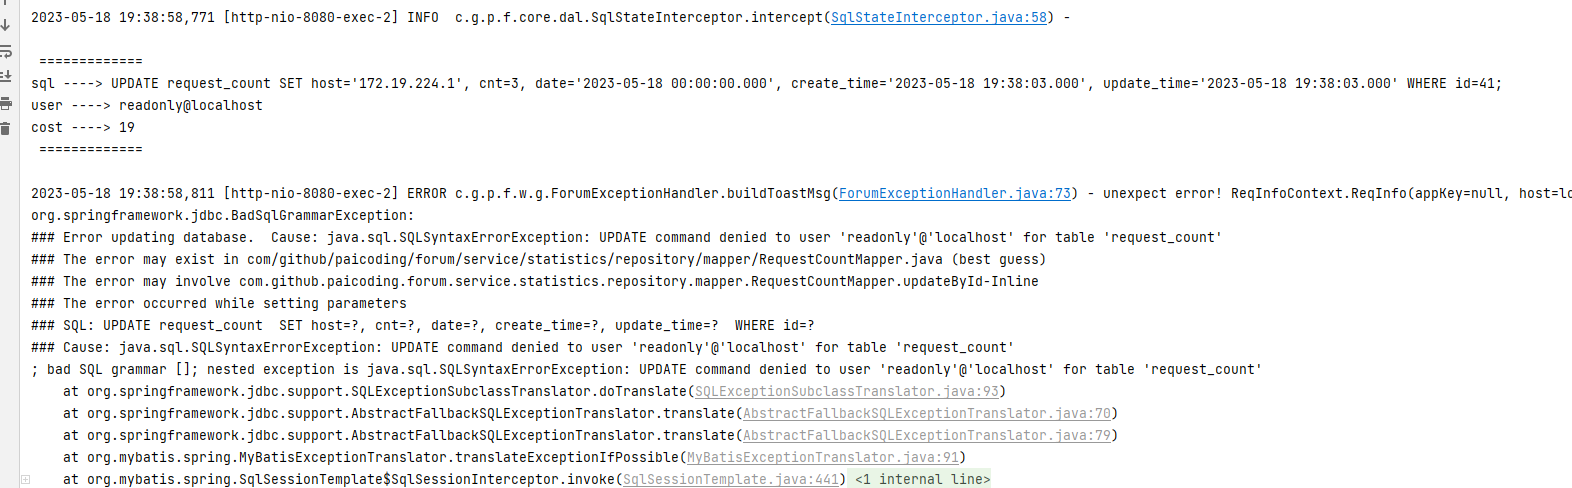 2023-05-18 19:38:58,771 [http-nio-8080-exec-2] INFO  c.g.p.f.core.dal.SqlStateInterceptor.intercept(SqlStateInterceptor.java:58) -
=============
sql ----> UPDATE request_count SET host='172.19.224.1', cnt=3, date='2023-05-18 00:00:00.000', create_time='2023-05-18 19:38:03.000', update_time='2023-05-18 19:38:03.000' WHERE id=41;
user ----> readonly@localhost
cost ----> 19
=============
2023-05-18 19:38:58,811 [http-nio-8080-exec-2] ERROR c.g.p.f.w.g.ForumExceptionHandler.buildToastMsg(ForumExceptionHandler.java:73) - unexpect error! ReqInfoContext.ReqInfo(appKey=null, host=lo
org.springframework.jdbc.BadSqlGrammarException:
### Error updating database.  Cause: java.sql.SQLSyntaxErrorException: UPDATE command denied to user 'readonly'@'localhost' for table 'request_count'
### The error may exist in com/github/paicoding/forum/service/statistics/repository/mapper/RequestCountMapper.java (best guess)
### The error may involve com.github.paicoding.forum.service.statistics.repository.mapper.RequestCountMapper.updateById-Inline
### The error occurred while setting parameters
### SQL: UPDATE request_count  SET host=?, cnt=?, date=?, create_time=?, update_time=?  WHERE id=?
### Cause: java.sql.SQLSyntaxErrorException: UPDATE command denied to user 'readonly'@'localhost' for table 'request_count'
; bad SQL grammar []; nested exception is java.sql.SQLSyntaxErrorException: UPDATE command denied to user 'readonly'@'localhost' for table 'request_count'
at org.springframework.jdbc.support.SQLExceptionSubclassTranslator.doTranslate(SQLExceptionSubclassTranslator.java:93)
at org.springframework.jdbc.support.AbstractFallbackSQLExceptionTranslator.translate(AbstractFallbackSQLExceptionTranslator.java:70)
at org.springframework.jdbc.support.AbstractFallbackSQLExceptionTranslator.translate(AbstractFallbackSQLExceptionTranslator.java:79)
at org.mybatis.spring.MyBatisExceptionTranslator.translateExceptionIfPossible(MyBatisExceptionTranslator.java:91)
at org.mybatis.spring.SqlSessionTemplate$SqlSessionInterceptor.invoke(SqlSessionTemplate.java:441) <1 internal line>